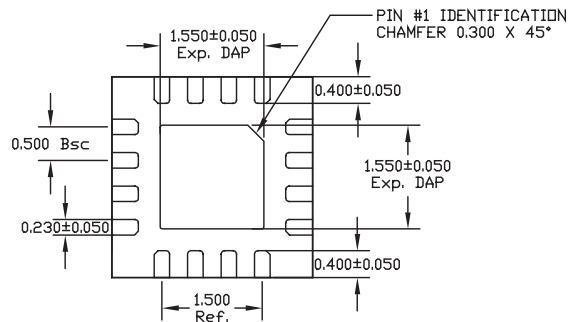 PIN #1 IDENTIFICATION
CHAMFER 0.300 X 45°
1.550±0.050
Exp. DAP
0.400±0.050
0.500 Bsc
1.550±0.050
Exp. DAP
0.230±0.050
0.400±0.050
1.500
Ref.